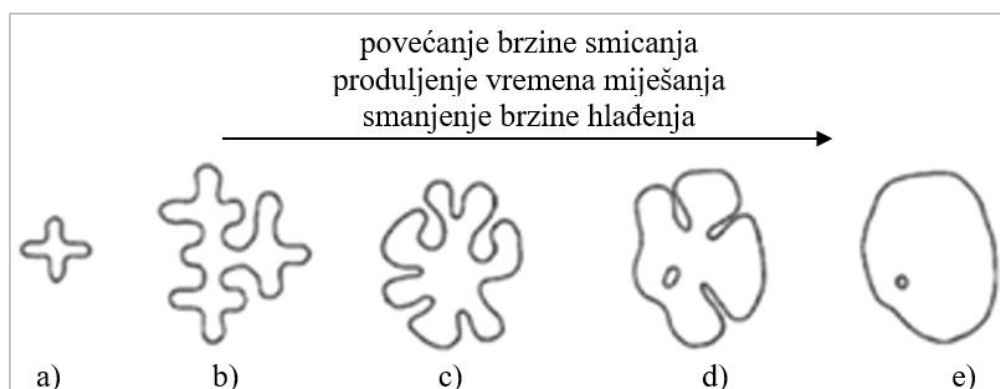 povećanje brzine smicanja
produljenje vremena miješanja
smanjenje brzine hlađenja
a) b) c) d) e)